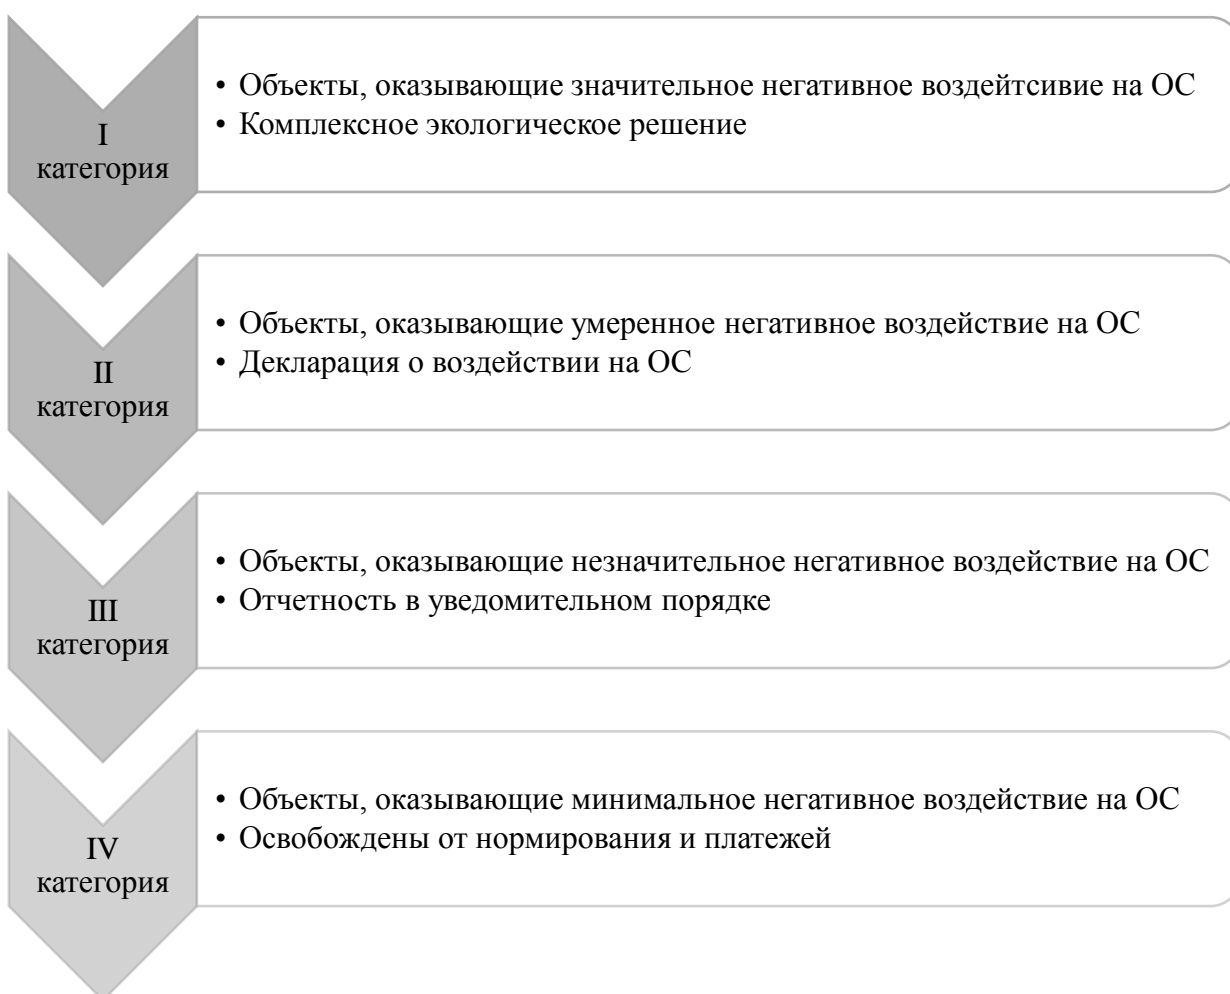 I
категория
• Объекты, оказывающие значительное негативное воздейтсивие на ОС
• Комплексное экологическое решение
II
категория
• Объекты, оказывающие умеренное негативное воздействие на ОС
• Декларация о воздействии на ОС
III
категория
• Объекты, оказывающие незначительное негативное воздействие на ОС
• Отчетность в уведомительном порядке
IV
категория
• Объекты, оказывающие минимальное негативное воздействие на ОС
• Освобождены от нормирования и платежей